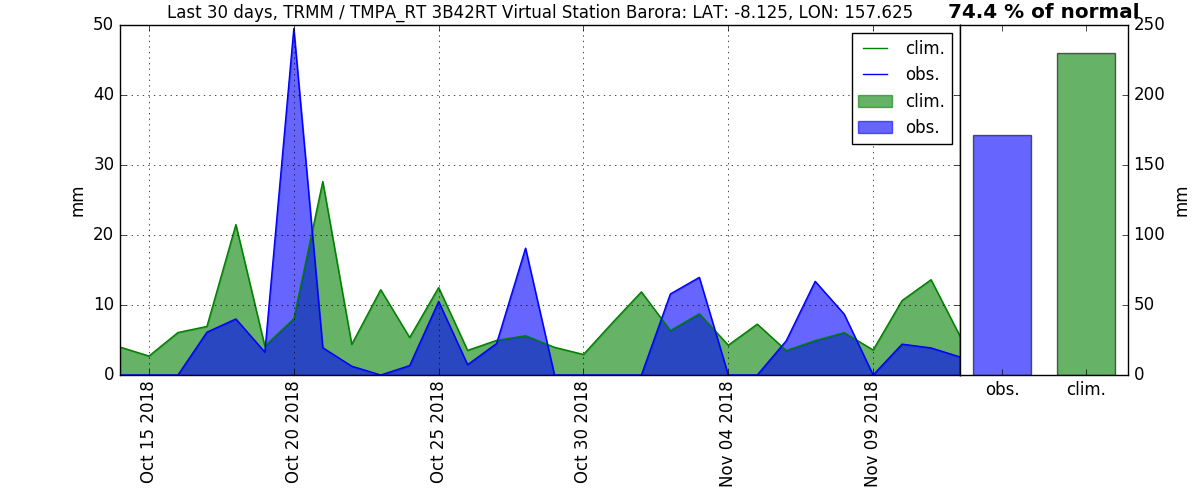 Last 30 days, TRMM / TMPA_RT 3B42RT Virtual Station Barora: LAT: -8.125, LON: 157.625
74.4 % of normal
50
40
30
20
10
0
mm
clim.
obs.
clim.
obs.
250
200
150
100
50
0
mm
Oct 15 2018
Oct 20 2018
Oct 25 2018
Oct 30 2018
Nov 04 2018
Nov 09 2018
obs.
clim.